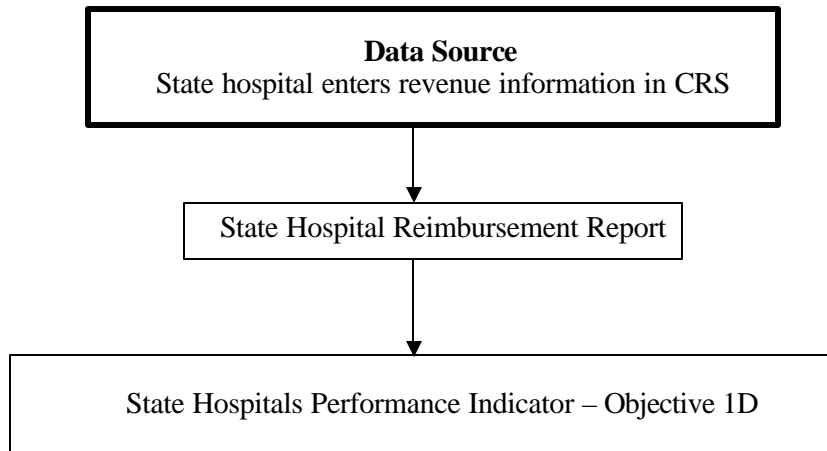 Data Source
State hospital enters revenue information in CRS
State Hospital Reimbursement Report
State Hospitals Performance Indicator – Objective 1D